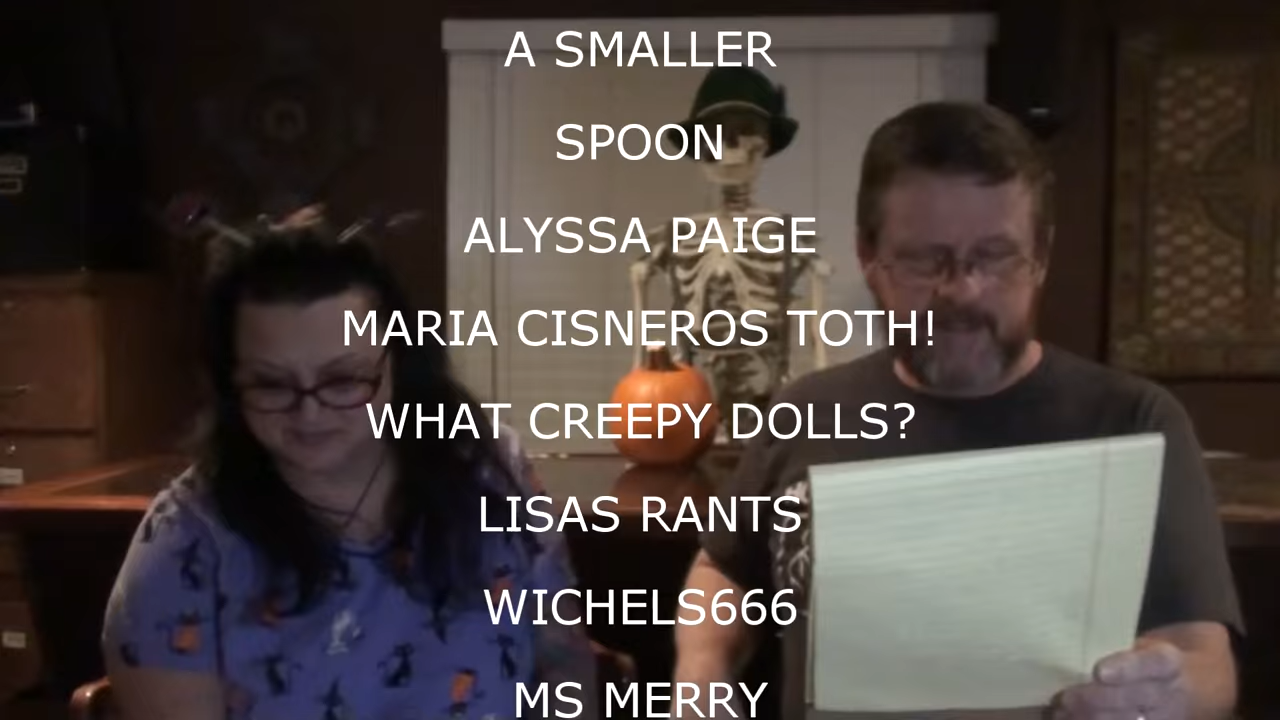 A SMALLER
SPOON
ALYSSA PAIGE
MARIA CISNEROS TOTH!
WHAT CREEPY DOLLS?
LISAS RANTS
WICHELS666
MS MERRY